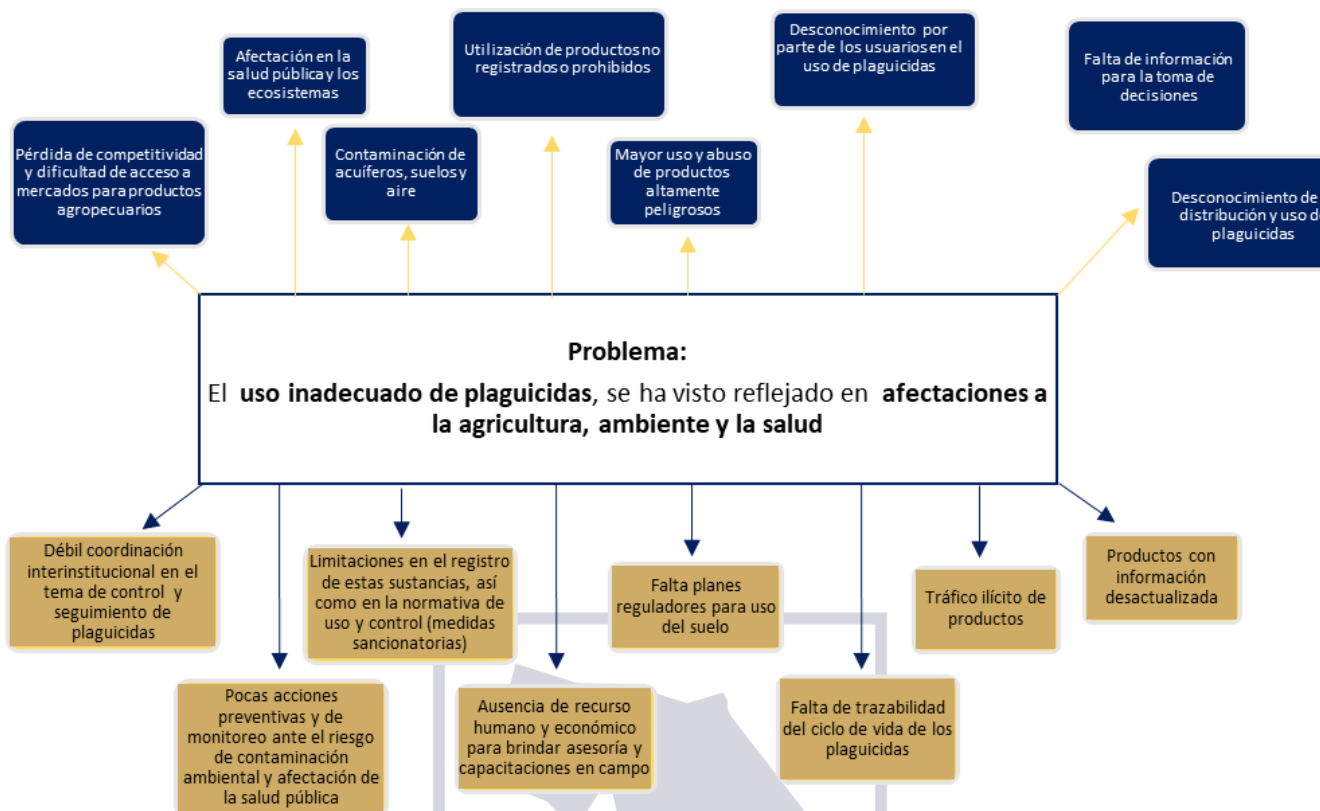 Afectación en la
salud pública y los
ecosistemas
Utilización de productos no
registrados o prohibidos
Desconocimiento por
parte de los usuarios en el
uso de plaguicidas
Falta de información
para la toma de
decisiones
Pérdida de competitividad
y dificultad de acceso a
mercados para productos
agropecuarios
Contaminación de
acuíferos, suelos y
aire
Mayor uso y abuso
de productos
altamente
peligrosos
Desconocimiento de
distribución y uso de
plaguicidas
Problema:
El uso inadecuado de plaguicidas, se ha visto reflejado en afectaciones a
la agricultura, ambiente y la salud
Débil coordinación
interinstitucional en el
tema de control y
seguimiento de
plaguicidas
Limitaciones en el registro
de estas sustancias, así
como en la normativa de
uso y control (medidas
sancionatorias)
Falta planes
reguladores para uso
del suelo
Tráfico ilícito de
productos
Productos con
información
desactualizada
Pocas acciones
preventivas y de
monitoreo ante el riesgo
de contaminación
ambiental y afectación de
la salud pública
Ausencia de recurso
humano y económico
para brindar asesoría y
capacitaciones en campo
Falta de trazabilidad
del ciclo de vida de los
plaguicidas